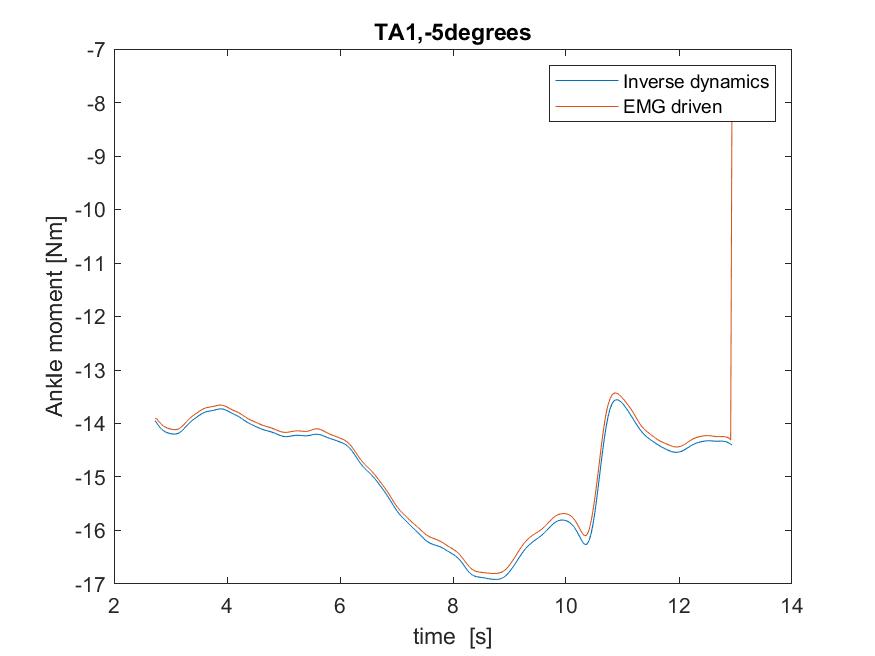 TA1,-5degrees
-7
-8
-9
-10
-11
-12
-13
-14
-15
-16
-17
Ankle moment [Nm]
Inverse dynamics
EMG driven
2 4 6 8 10 12 14
time [s]